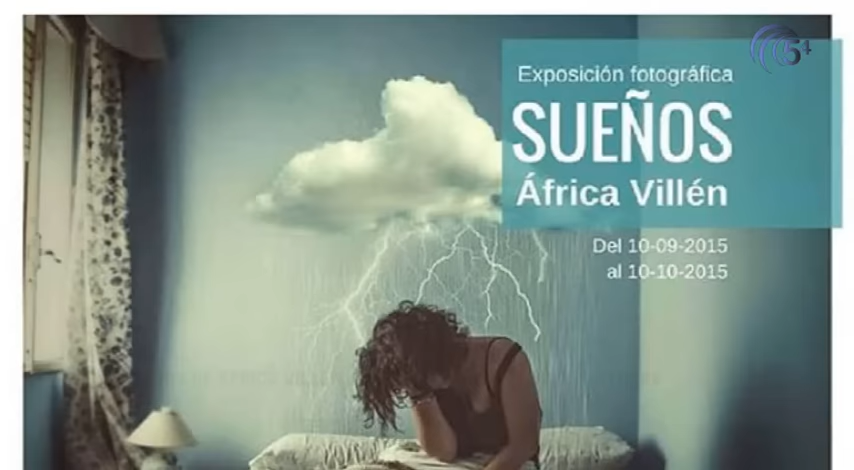 Exposición fotográfica
SUEÑOS
África Villén
Del 10-09-2015
al 10-10-2015